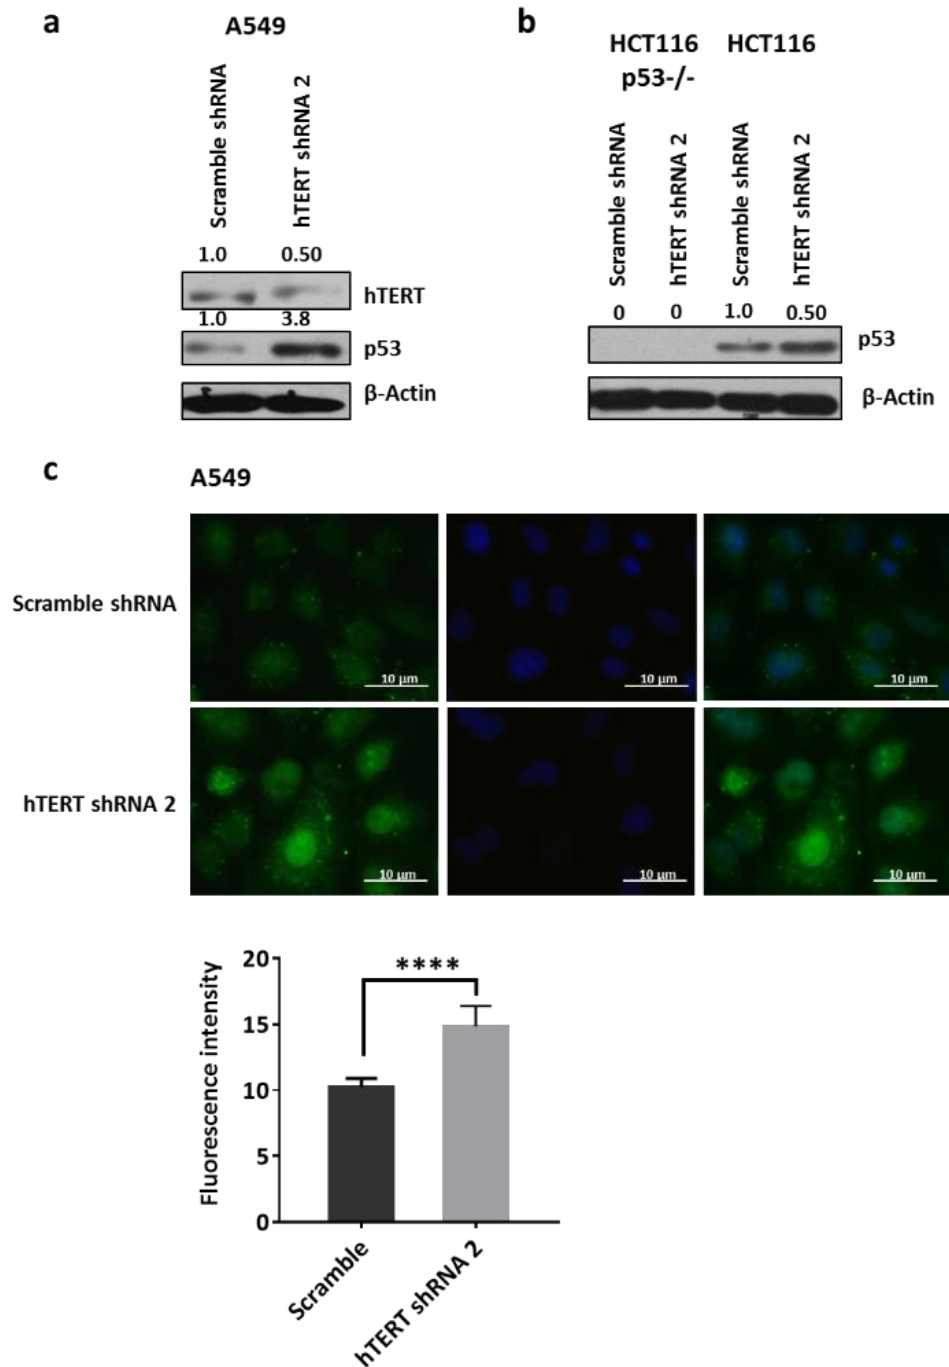 a
A549
Scramble shRNA
hTERT shRNA 2
1.0 0.50
hTERT
1.0 3.8
p53
β-Actin
b
HCT116 HCT116
p53-/-
Scramble shRNA
hTERT shRNA 2
Scramble shRNA
hTERT shRNA 2
0 0 1.0 0.50
p53
β-Actin
c
A549
Scramble shRNA
10 µm 10 µm 10 µm
hTERT shRNA 2
10 µm 10 µm 10 µm
Fluorescence intensity
20
15
10
5
0
****
Scramble
hTERT shRNA 2